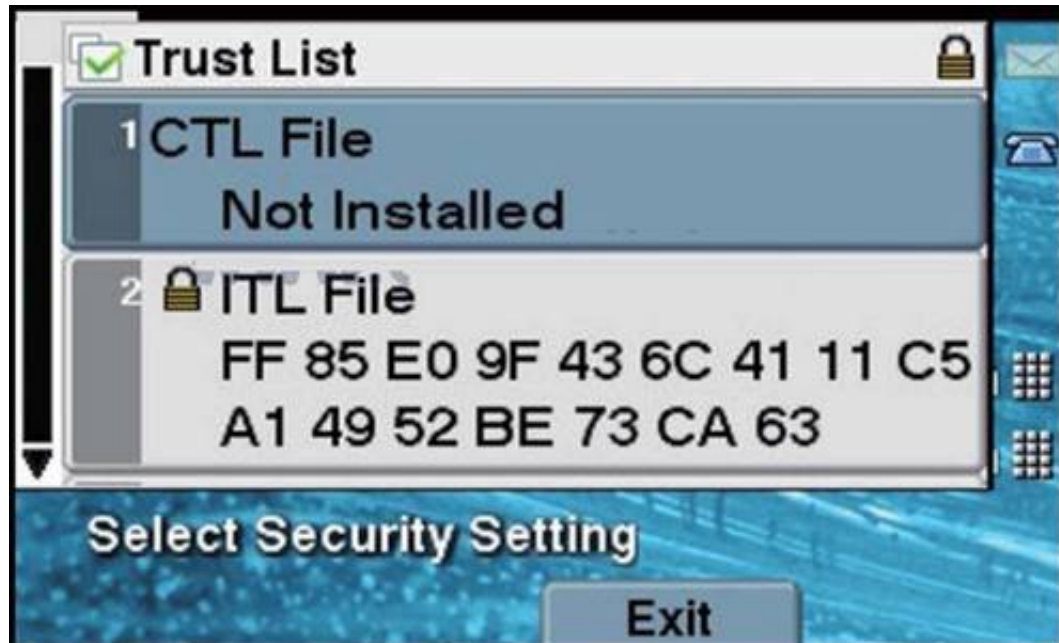 Trust List
1 CTL File
Not Installed
2 ITL File
FF 85 E0 9F 43 6C 41 11 C5
A1 49 52 BE 73 CA 63
Select Security Setting
Exit